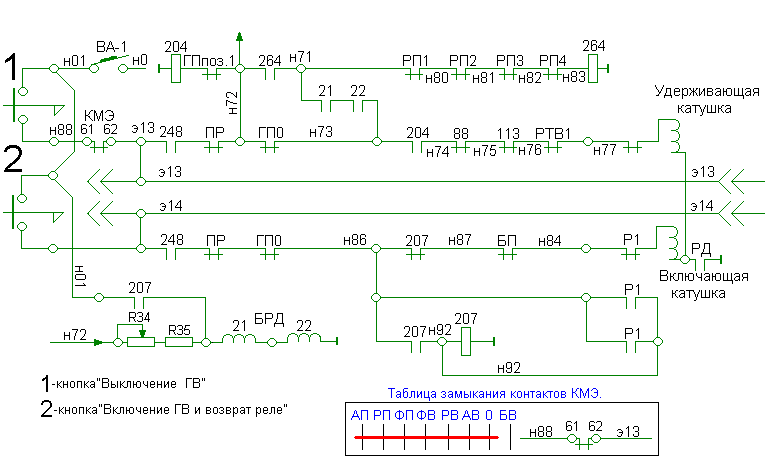 1
н01
ВА-1
н0
204
ГПпоз.1
264
н71
РП1
РП2
РП3
РП4
264
н80
н81
н82
н83
н72
21
22
Удерживающая
катушка
н88
КМЭ
61
62
э13
248
ПР
ГП0
н73
204
88
113
РТВ1
н74
н75
н76
н77
2
э13
э13
э14
э14
248
ПР
ГП0
н86
207
н87
БП
н84
Р1
РД
Включающая
катушка
н01
207
Р1
R34
R35
н72
21
БРД
22
207
н92
207
Р1
н92
1-кнопка"Выключение ГВ"
2-кнопка"Включение ГВ и возврат реле"
Таблица замыкания контактов КМЭ.
АП РП ФП ФВ РВ АВ 0 БВ
н88
61
62
э13